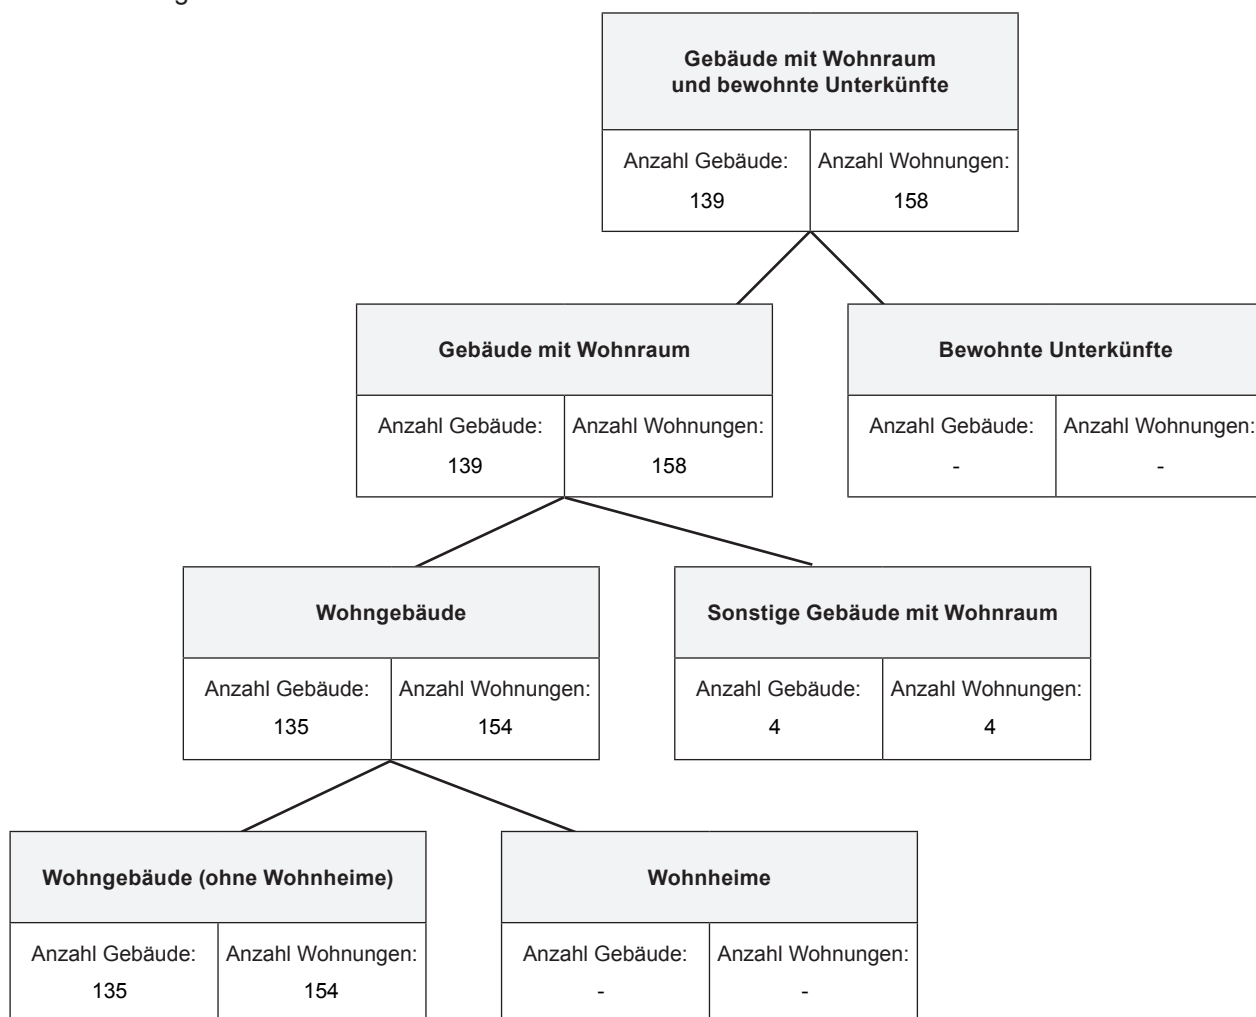 Gebäude mit Wohnraum
und bewohnte Unterkünfte
Anzahl Gebäude: Anzahl Wohnungen:
139 158
Gebäude mit Wohnraum
Anzahl Gebäude: Anzahl Wohnungen:
139 158
Bewohnte Unterkünfte
Anzahl Gebäude: Anzahl Wohnungen:
- -
Wohngebäude
Anzahl Gebäude: Anzahl Wohnungen:
135 154
Sonstige Gebäude mit Wohnraum
Anzahl Gebäude: Anzahl Wohnungen:
4 4
Wohngebäude (ohne Wohnheime)
Anzahl Gebäude: Anzahl Wohnungen:
135 154
Wohnheime
Anzahl Gebäude: Anzahl Wohnungen:
- -